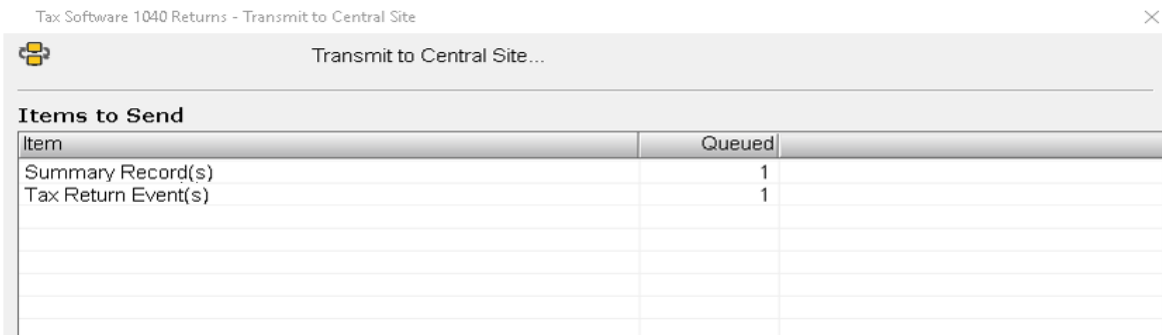 Tax Software 1040 Returns - Transmit to Central Site
Transmit to Central Site...
Items to Send
Item Queued
Summary Record(s) 1
Tax Return Event(s) 1